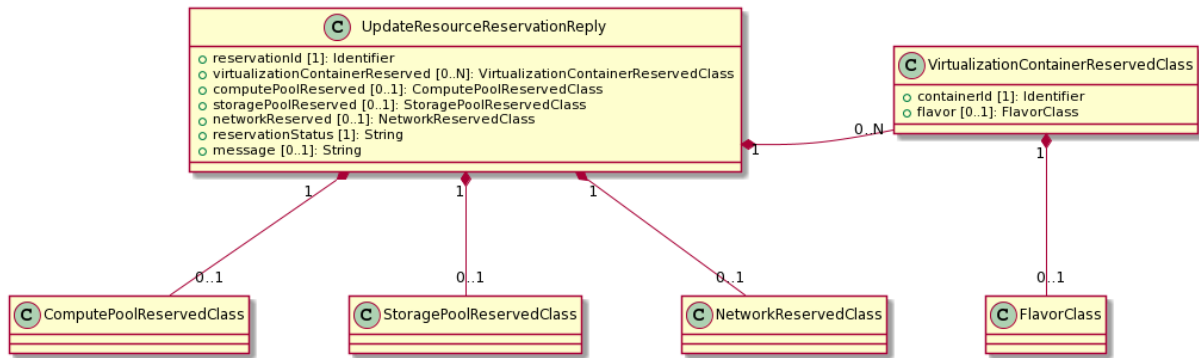 C UpdateResourceReservationReply
reservationId [1]: Identifier
virtualizationContainerReserved [0..N]: VirtualizationContainerReservedClass
computePoolReserved [0..1]: ComputePoolReservedClass
storagePoolReserved [0..1]: StoragePoolReservedClass
networkReserved [0..1]: NetworkReservedClass
reservationStatus [1]: String
message [0..1]: String
C VirtualizationContainerReservedClass
containerId [1]: Identifier
flavor [0..1]: FlavorClass
1 0..N
1 1 1 1
0..1 0..1 0..1 0..1
C ComputePoolReservedClass
C StoragePoolReservedClass
C NetworkReservedClass
C FlavorClass